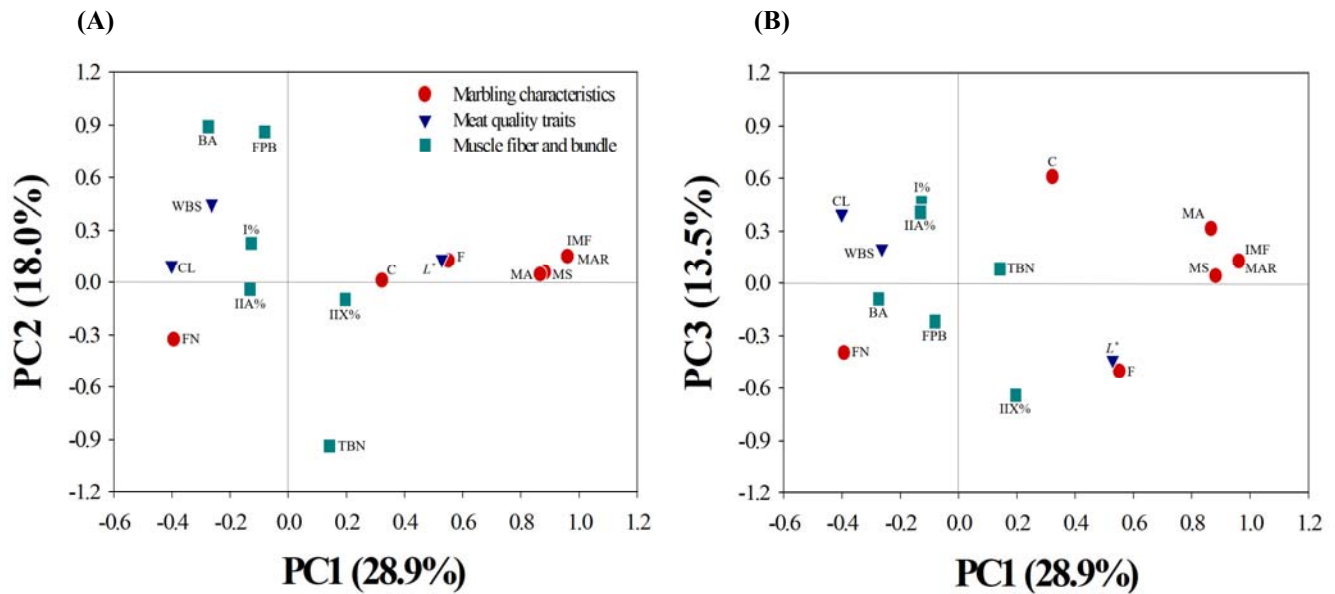 (A)
(B)
1.2
0.9
0.6
0.3
0.0
-0.3
-0.6
-0.9
-1.2
PC2 (18.0%)
Marbling characteristics
Meat quality traits
Muscle fiber and bundle
BA
FPB
WBS
I%
CL
IIA%
FN
C
L*
F
MA
MS
IMF
MAR
IIX%
TBN
-0.6 -0.4 -0.2 0.0 0.2 0.4 0.6 0.8 1.0 1.2
PC1 (28.9%)
1.2
0.9
0.6
0.3
0.0
-0.3
-0.6
-0.9
-1.2
PC3 (13.5%)
C
CL
I%
IIA%
WBS
TBN
MA
IMF
MS
MAR
BA
FPB
FN
L*
F
IIX%
-0.6 -0.4 -0.2 0.0 0.2 0.4 0.6 0.8 1.0 1.2
PC1 (28.9%)